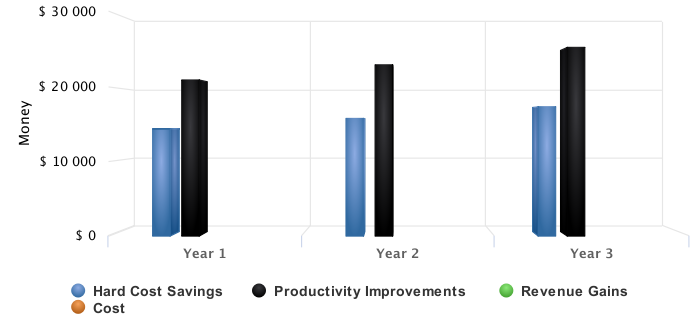 $ 30 000
$ 20 000
Money
$ 10 000
$ 0
Year 1
Year 2
Year 3
Hard Cost Savings
Productivity Improvements
Revenue Gains
Cost